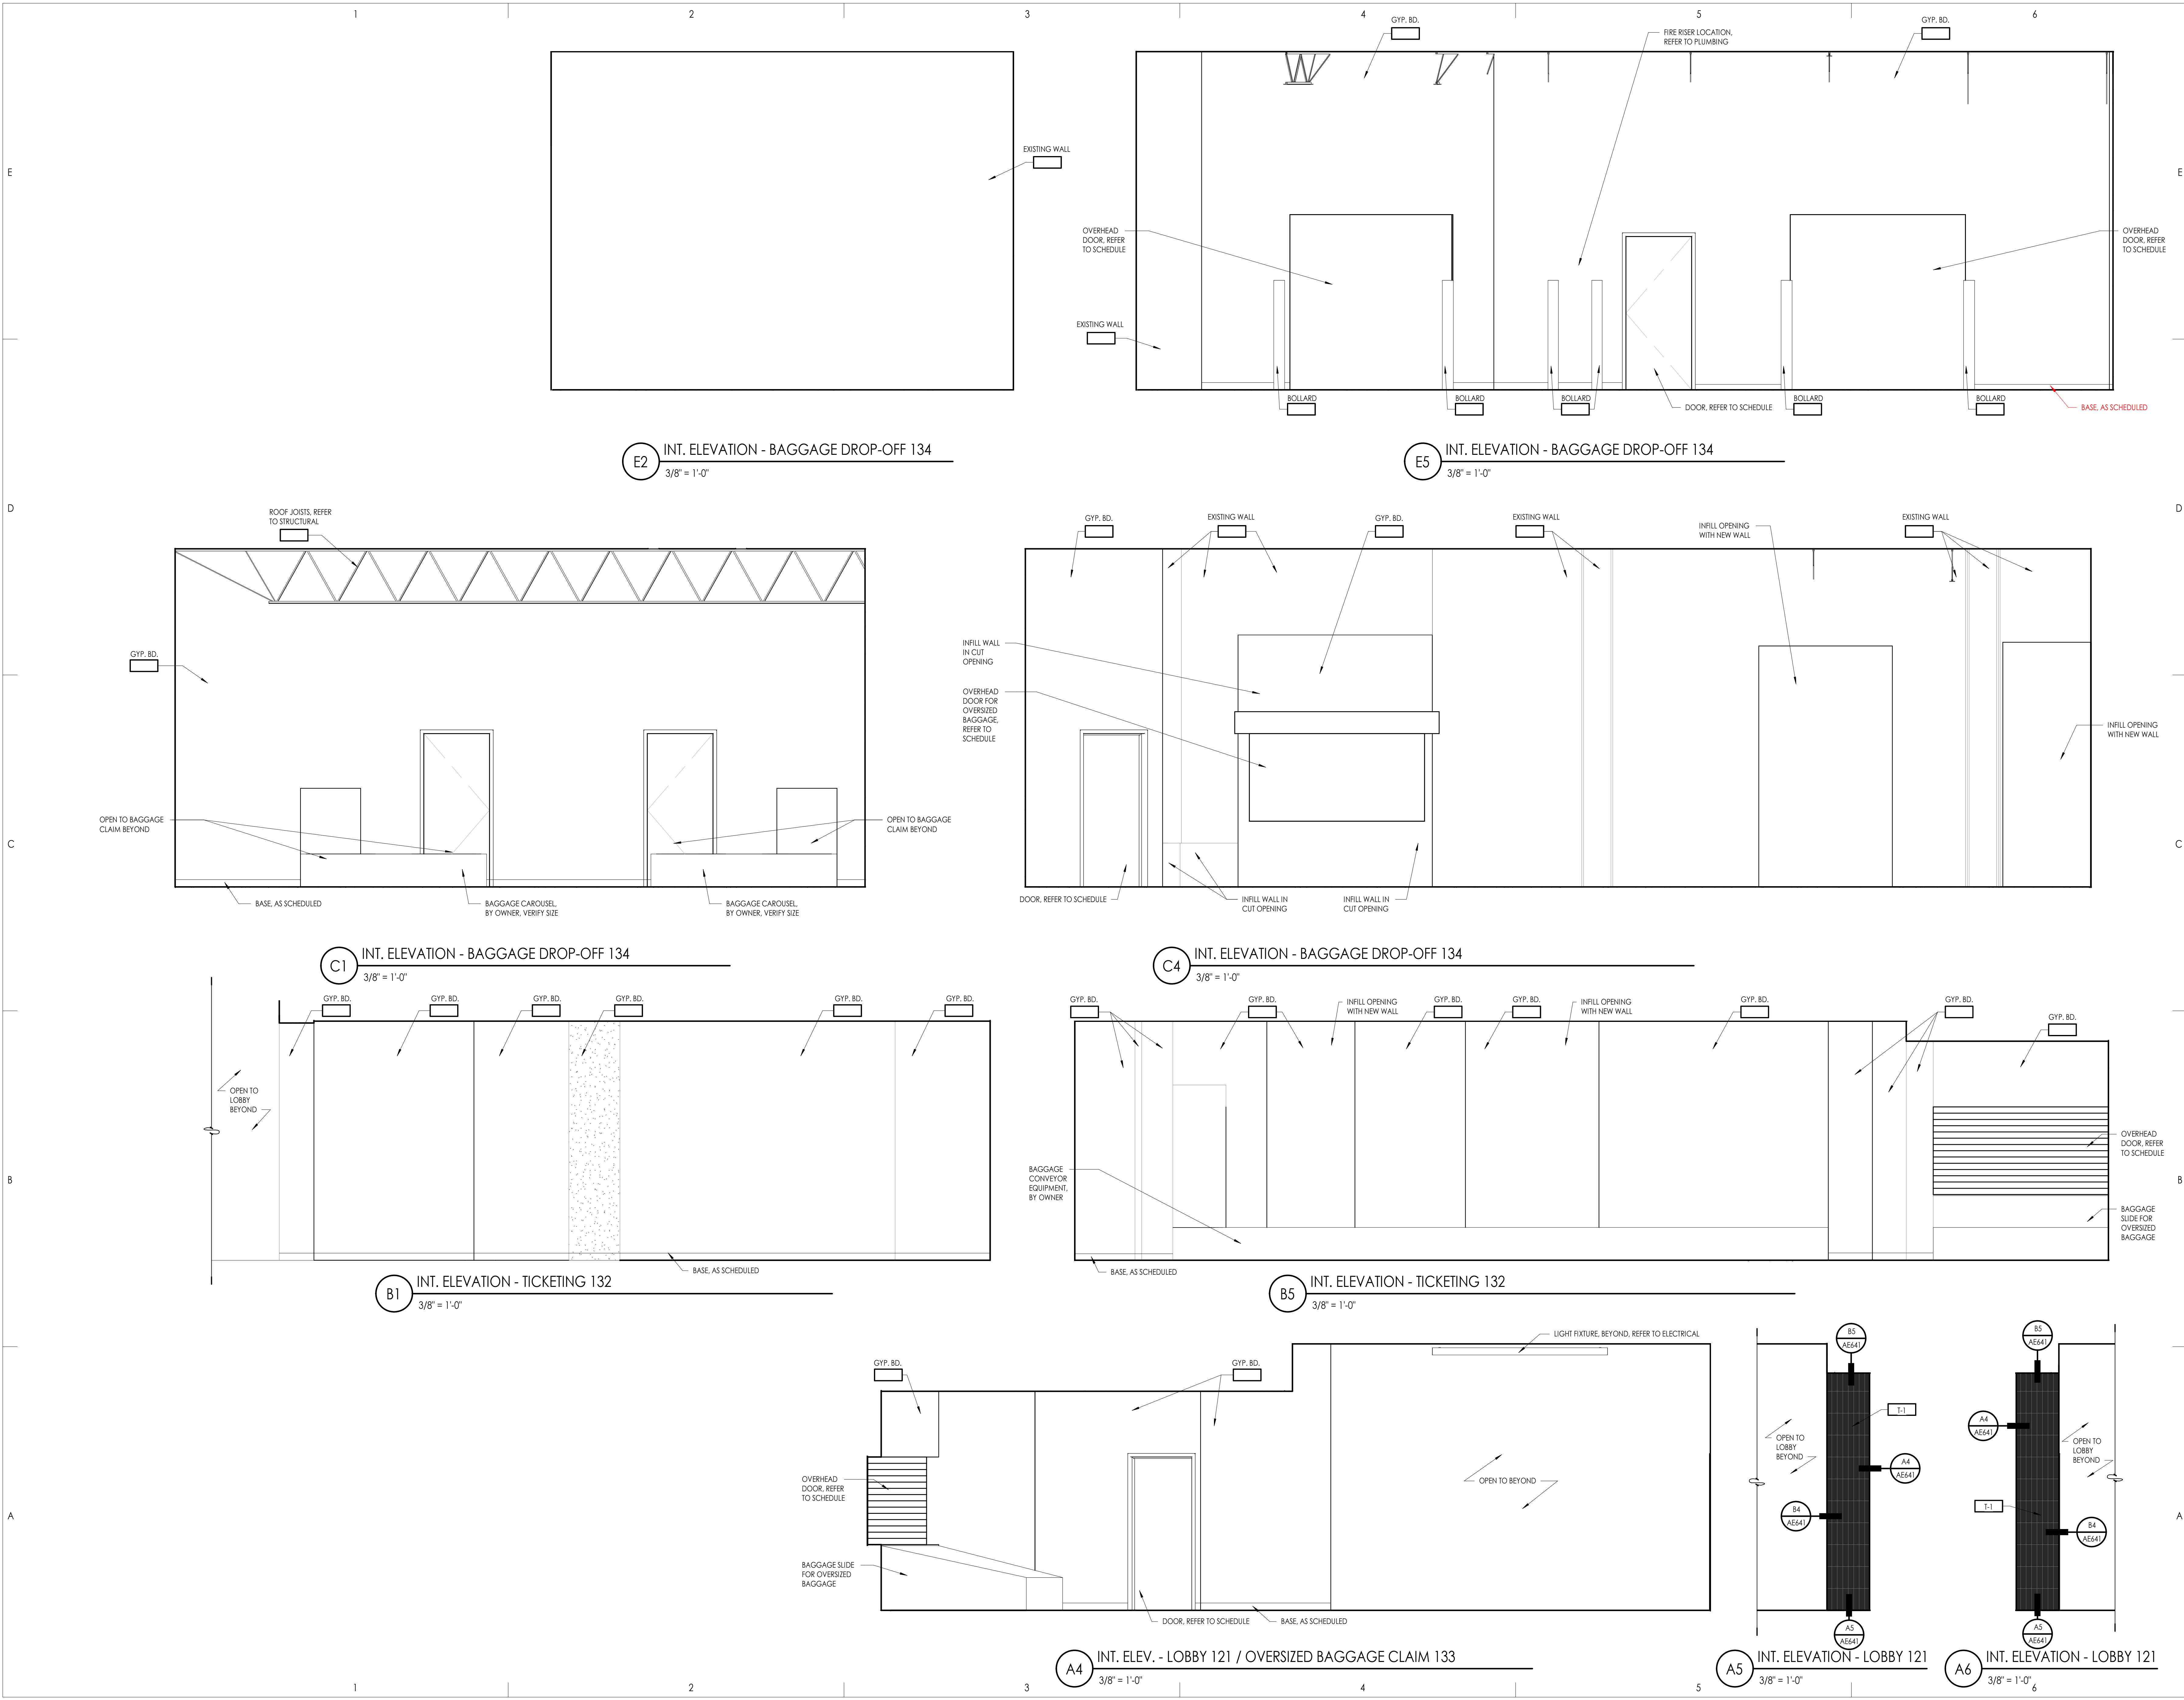 1
2
3
4
5
6
E
E
D
D
C
C
B
B
A
A
EXISTING WALL
E2
INT. ELEVATION - BAGGAGE DROP-OFF 134
3/8" = 1'-0"
GYP. BD.
FIRE RISER LOCATION,
REFER TO PLUMBING
GYP. BD.
OVERHEAD
DOOR, REFER
TO SCHEDULE
OVERHEAD
DOOR, REFER
TO SCHEDULE
EXISTING WALL
BOLLARD
BOLLARD
BOLLARD
DOOR, REFER TO SCHEDULE
BOLLARD
BOLLARD
BASE, AS SCHEDULED
E5
INT. ELEVATION - BAGGAGE DROP-OFF 134
3/8" = 1'-0"
ROOF JOISTS, REFER
TO STRUCTURAL
GYP. BD.
OPEN TO BAGGAGE
CLAIM BEYOND
OPEN TO BAGGAGE
CLAIM BEYOND
BASE, AS SCHEDULED
BAGGAGE CAROUSEL,
BY OWNER, VERIFY SIZE
BAGGAGE CAROUSEL,
BY OWNER, VERIFY SIZE
C1
INT. ELEVATION - BAGGAGE DROP-OFF 134
3/8" = 1'-0"
GYP. BD.
EXISTING WALL
GYP. BD.
EXISTING WALL
INFILL OPENING
WITH NEW WALL
EXISTING WALL
INFILL WALL
IN CUT
OPENING
OVERHEAD
DOOR FOR
OVERSIZED
BAGGAGE,
REFER TO
SCHEDULE
INFILL OPENING
WITH NEW WALL
DOOR, REFER TO SCHEDULE
INFILL WALL IN
CUT OPENING
INFILL WALL IN
CUT OPENING
C4
INT. ELEVATION - BAGGAGE DROP-OFF 134
3/8" = 1'-0"
GYP. BD.
GYP. BD.
GYP. BD.
GYP. BD.
GYP. BD.
GYP. BD.
OPEN TO
LOBBY
BEYOND
BASE, AS SCHEDULED
B1
INT. ELEVATION - TICKETING 132
3/8" = 1'-0"
GYP. BD.
GYP. BD.
INFILL OPENING
WITH NEW WALL
GYP. BD.
GYP. BD.
INFILL OPENING
WITH NEW WALL
GYP. BD.
GYP. BD.
GYP. BD.
BAGGAGE
CONVEYOR
EQUIPMENT,
BY OWNER
OVERHEAD
DOOR, REFER
TO SCHEDULE
BAGGAGE
SLIDE FOR
OVERSIZED
BAGGAGE
BASE, AS SCHEDULED
B5
INT. ELEVATION - TICKETING 132
3/8" = 1'-0"
LIGHT FIXTURE, BEYOND, REFER TO ELECTRICAL
GYP. BD.
GYP. BD.
OVERHEAD
DOOR, REFER
TO SCHEDULE
OPEN TO BEYOND
BAGGAGE SLIDE
FOR OVERSIZED
BAGGAGE
DOOR, REFER TO SCHEDULE
BASE, AS SCHEDULED
A4
INT. ELEV. - LOBBY 121 / OVERSIZED BAGGAGE CLAIM 133
3/8" = 1'-0"
B5
AE641
T-1
OPEN TO
LOBBY
BEYOND
A4
AE641
B4
AE641
A5
AE641
A5
INT. ELEVATION - LOBBY 121
3/8" = 1'-0"
B5
AE641
A4
AE641
OPEN TO
LOBBY
BEYOND
T-1
B4
AE641
A5
AE641
A6
INT. ELEVATION - LOBBY 121
3/8" = 1'-0"
1
2
3
4
5
6